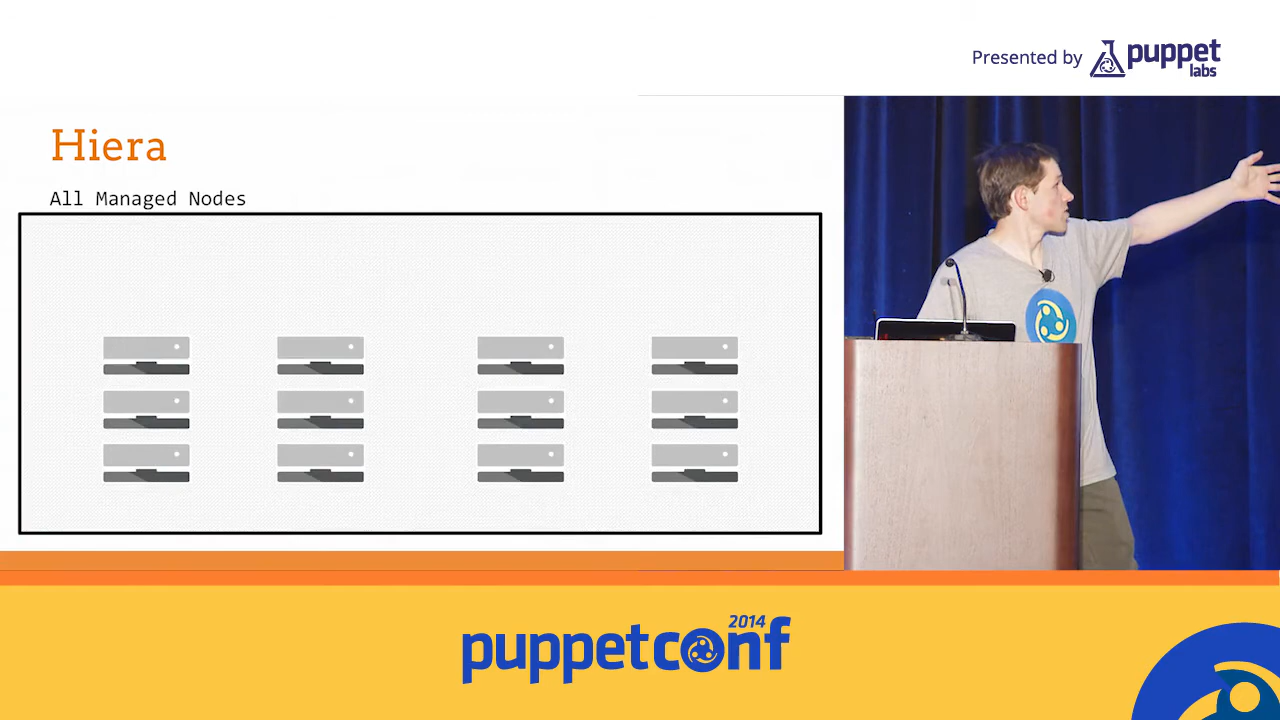 Presented by puppet labs
Hiera
All Managed Nodes
2014
puppetconf